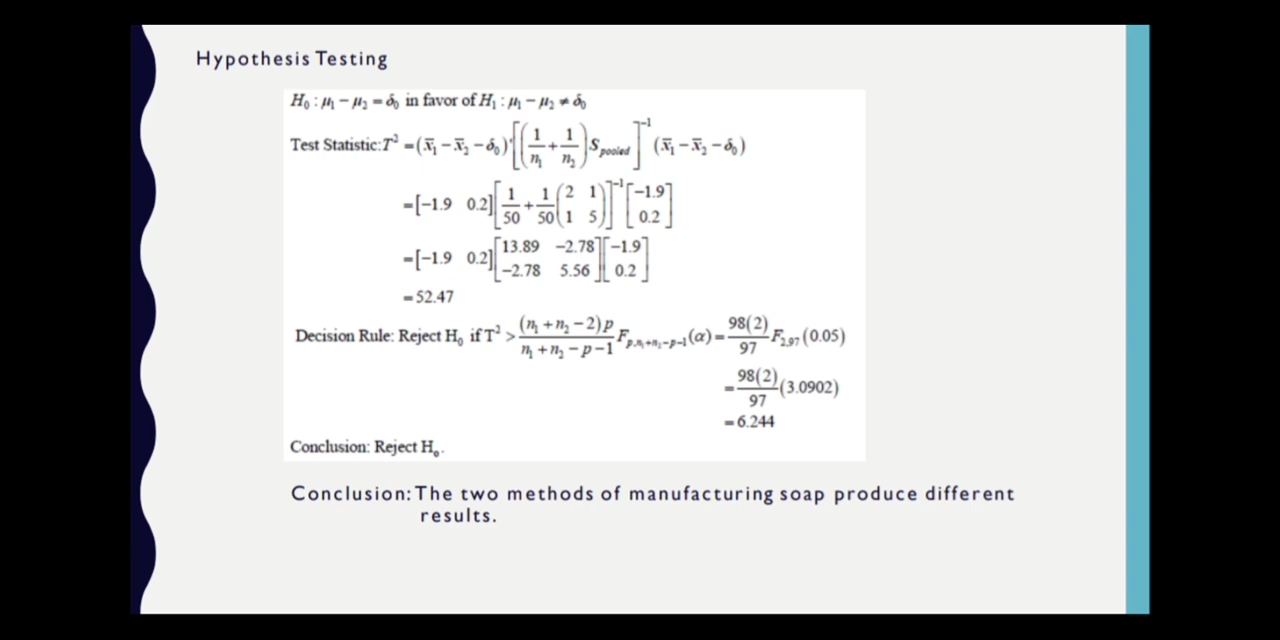 Hypothesis Testing
H₀ : μ₁ − μ₂ = δ₀ in favor of H₁ : μ₁ − μ₂ ≠ δ₀
Test Statistic:T² = (x̄₁ − x̄₂ − δ₀)′[(1/n₁ + 1/n₂)S_pooled]⁻¹(x̄₁ − x̄₂ − δ₀)
= [−1.9 0.2][1/50 + 1/50(2 1; 1 5)]⁻¹[−1.9; 0.2]
= [−1.9 0.2][13.89 −2.78; −2.78 5.56][−1.9; 0.2]
= 52.47
Decision Rule: Reject H₀ if T² > (n₁ + n₂ − 2)p / n₁ + n₂ − p − 1 F_p,n₁+n₂−p−1(α) = 98(2)/97 F₂,₉₇(0.05)
= 98(2)/97 (3.0902)
= 6.244
Conclusion: Reject H₀.
Conclusion: The two methods of manufacturing soap produce different
results.